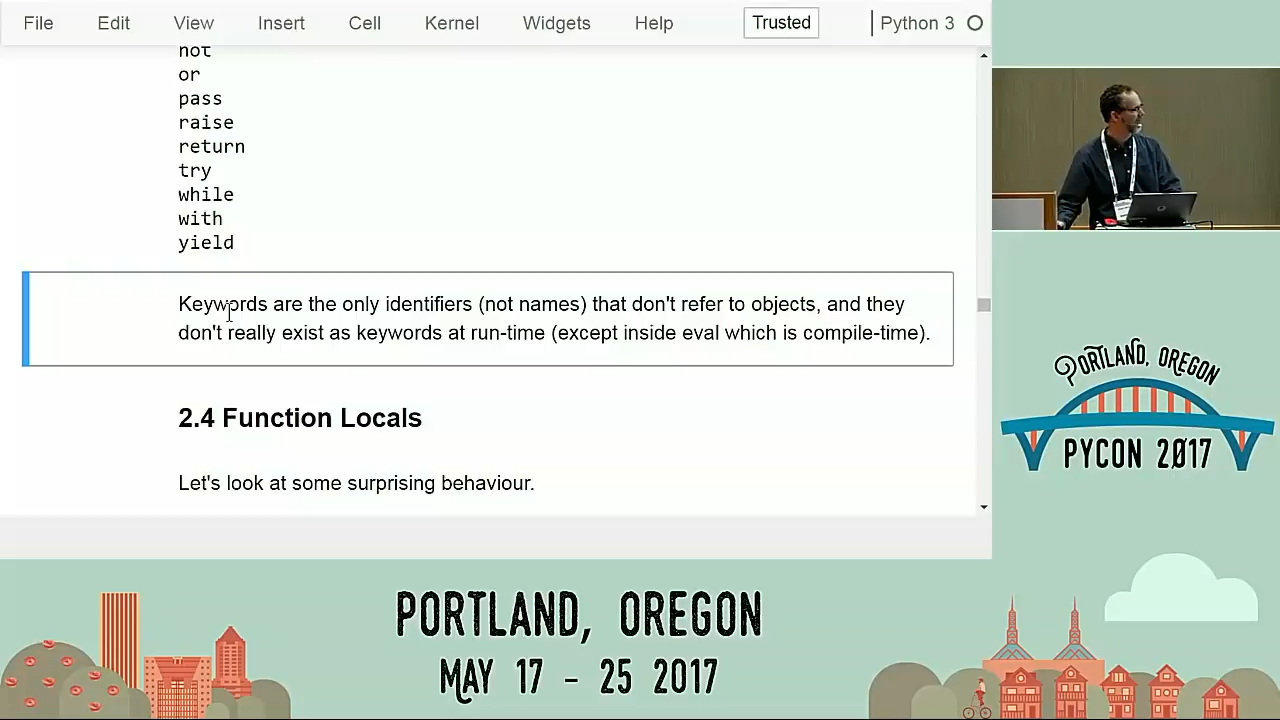 File Edit View Insert Cell Kernel Widgets Help Trusted Python 3
not
or
pass
raise
return
try
while
with
yield
Keywords are the only identifiers (not names) that don't refer to objects, and they
don't really exist as keywords at run-time (except inside eval which is compile-time).
2.4 Function Locals
Let's look at some surprising behaviour.
PORTLAND, OREGON
PYCON 2017
PORTLAND, OREGON
MAY 17 - 25 2017